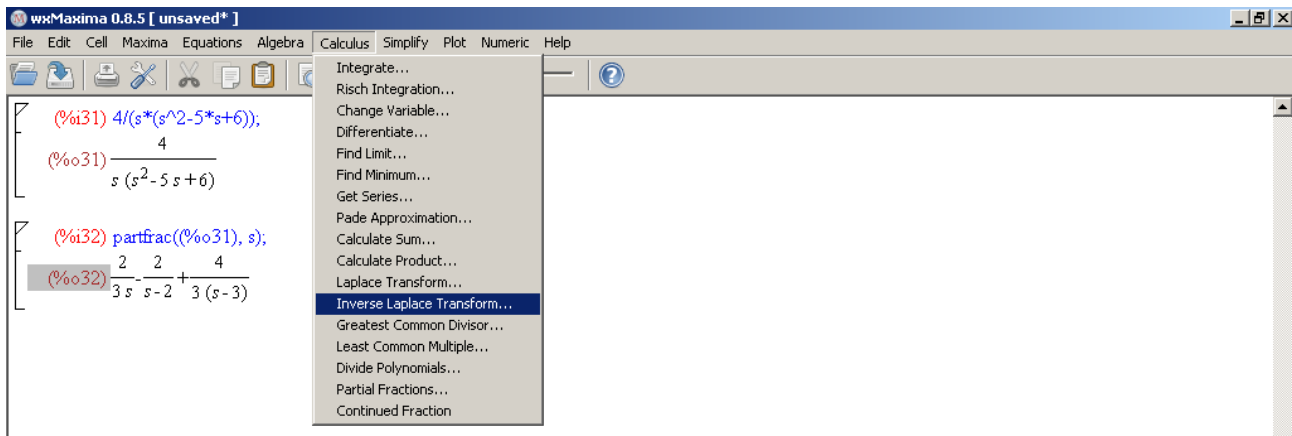 wxMaxima 0.8.5 [ unsaved* ]
File Edit Cell Maxima Equations Algebra Calculus Simplify Plot Numeric Help
Integrate...
Risch Integration...
Change Variable...
Differentiate...
Find Limit...
Find Minimum...
Get Series...
Pade Approximation...
Calculate Sum...
Calculate Product...
Laplace Transform...
Inverse Laplace Transform...
Greatest Common Divisor...
Least Common Multiple...
Divide Polynomials...
Partial Fractions...
Continued Fraction
(%i31) 4/(s*(s^2-5*s+6));
4
(%o31)
s (s²-5 s+6)
(%i32) partfrac((%o31), s);
2 2 4
(%o32) - +
3 s s-2 3 (s-3)